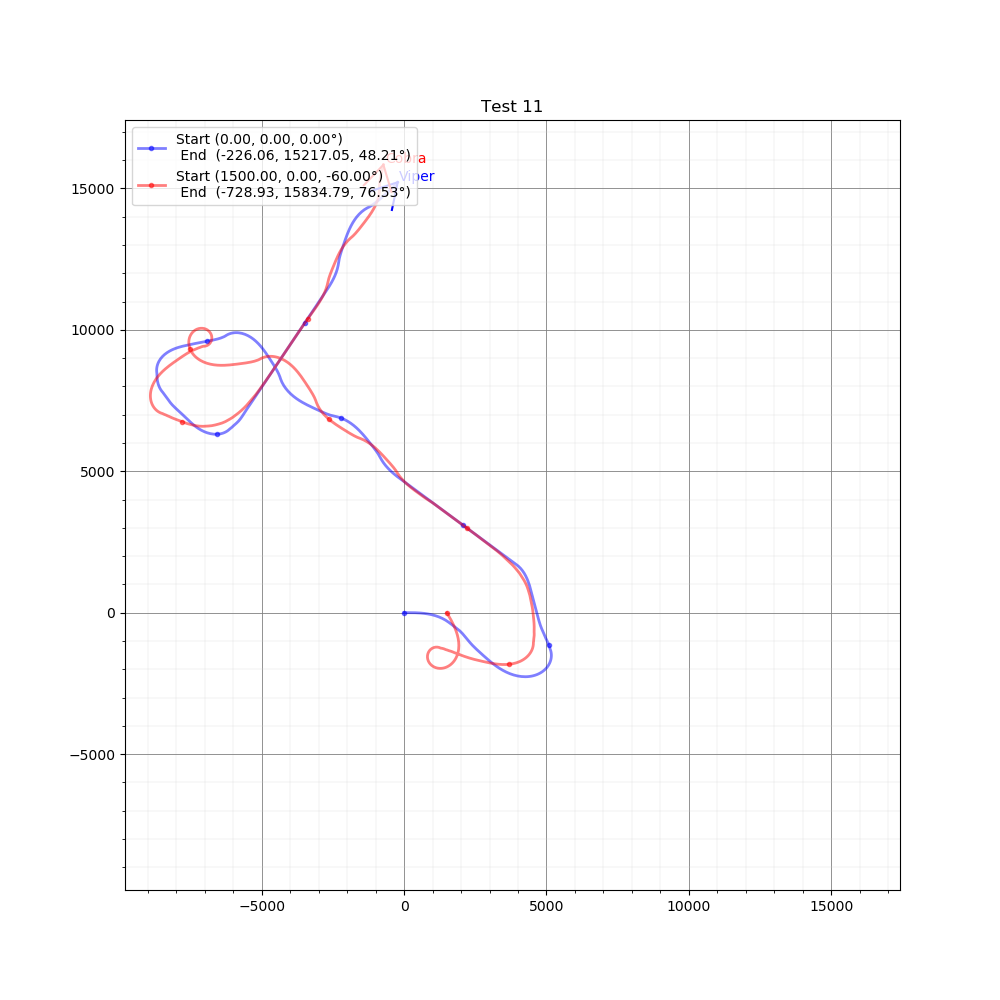 Test 11
Start (0.00, 0.00, 0.00°)
End (-226.06, 15217.05, 48.21°)
Start (1500.00, 0.00, -60.00°)
End (-728.93, 15834.79, 76.53°)
Viper
15000
10000
5000
0
−5000
−5000
0
5000
10000
15000